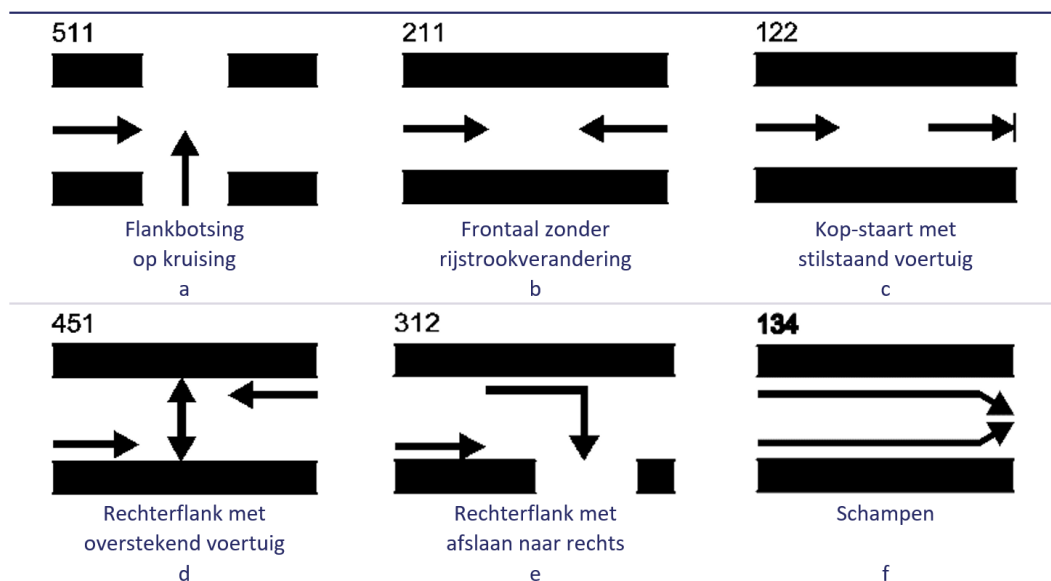 511
211
122
Flankbotsing
op kruising
a
Frontaal zonder
rijstrookverandering
b
Kop-staart met
stilstaand voertuig
c
451
312
134
Rechterflank met
overstekend voertuig
d
Rechterflank met
afslaan naar rechts
e
Schampen
f